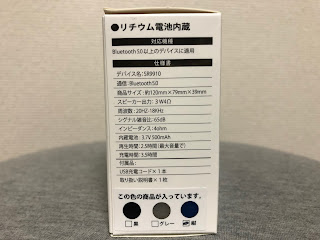 ●リチウム電池内蔵
対応機種
Bluetooth5.0以上のデバイスに適用
仕様書
デバイス名:SR9910
通信:Bluetooth5.0
商品サイズ:約120mm×79mm×39mm
スピーカー出力:3W4Ω
周波数:20HZ-18KHz
シグナル雑音比:65dB
インピーダンス:4ohm
内蔵電池:3.7V 500mAh
再生時間:2.5時間(最大音量で)
充電時間:3.5時間
付属品:
USB充電コード×1本
取り扱い説明書×1枚
この色の商品が入っています。
黒 グレー 紺